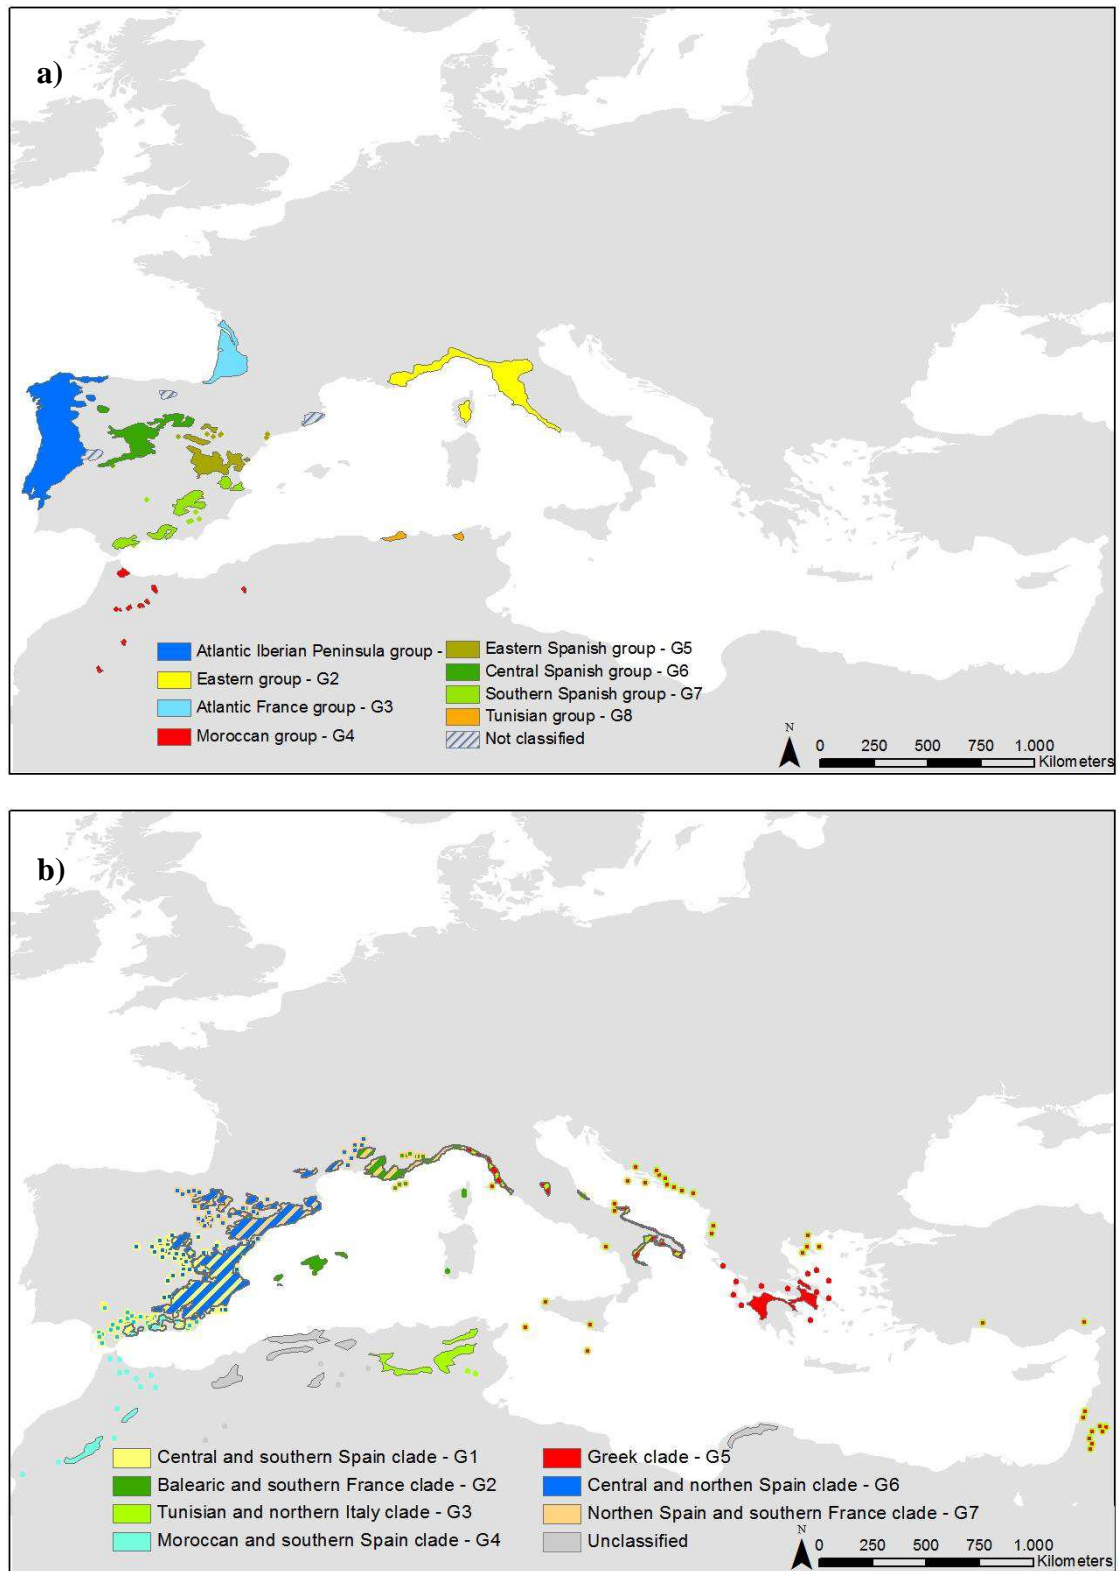 a)
Atlantic Iberian Peninsula group -
Eastern group - G2
Atlantic France group - G3
Moroccan group - G4
Eastern Spanish group - G5
Central Spanish group - G6
Southern Spanish group - G7
Tunisian group - G8
Not classified
N
0 250 500 750 1.000
Kilometers
b)
Central and southern Spain clade - G1
Balearic and southern France clade - G2
Tunisian and northern Italy clade - G3
Moroccan and southern Spain clade - G4
Greek clade - G5
Central and northen Spain clade - G6
Northen Spain and southern France clade - G7
Unclassified
N
0 250 500 750 1.000
Kilometers